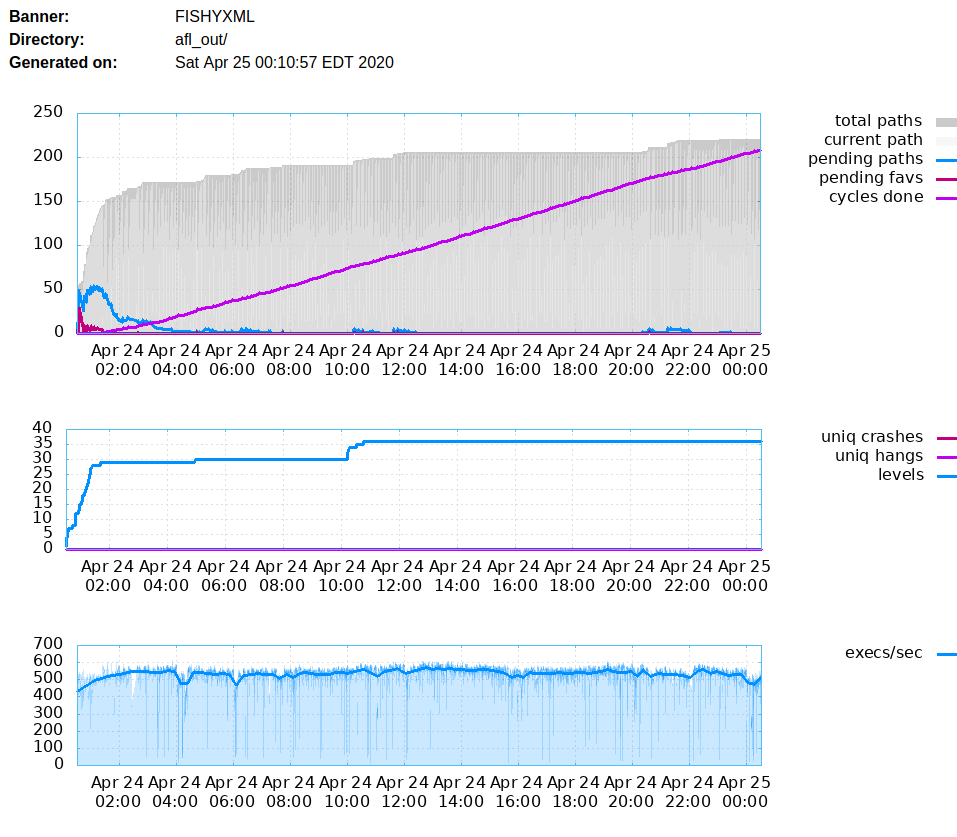 Banner: FISHYXML
Directory: afl_out/
Generated on: Sat Apr 25 00:10:57 EDT 2020
250
200
150
100
50
0
Apr 24 Apr 24 Apr 24 Apr 24 Apr 24 Apr 24 Apr 24 Apr 24 Apr 24 Apr 24 Apr 24 Apr 25
02:00 04:00 06:00 08:00 10:00 12:00 14:00 16:00 18:00 20:00 22:00 00:00
total paths
current path
pending paths
pending favs
cycles done
40
35
30
25
20
15
10
5
0
Apr 24 Apr 24 Apr 24 Apr 24 Apr 24 Apr 24 Apr 24 Apr 24 Apr 24 Apr 24 Apr 24 Apr 25
02:00 04:00 06:00 08:00 10:00 12:00 14:00 16:00 18:00 20:00 22:00 00:00
uniq crashes
uniq hangs
levels
700
600
500
400
300
200
100
0
Apr 24 Apr 24 Apr 24 Apr 24 Apr 24 Apr 24 Apr 24 Apr 24 Apr 24 Apr 24 Apr 24 Apr 25
02:00 04:00 06:00 08:00 10:00 12:00 14:00 16:00 18:00 20:00 22:00 00:00
execs/sec